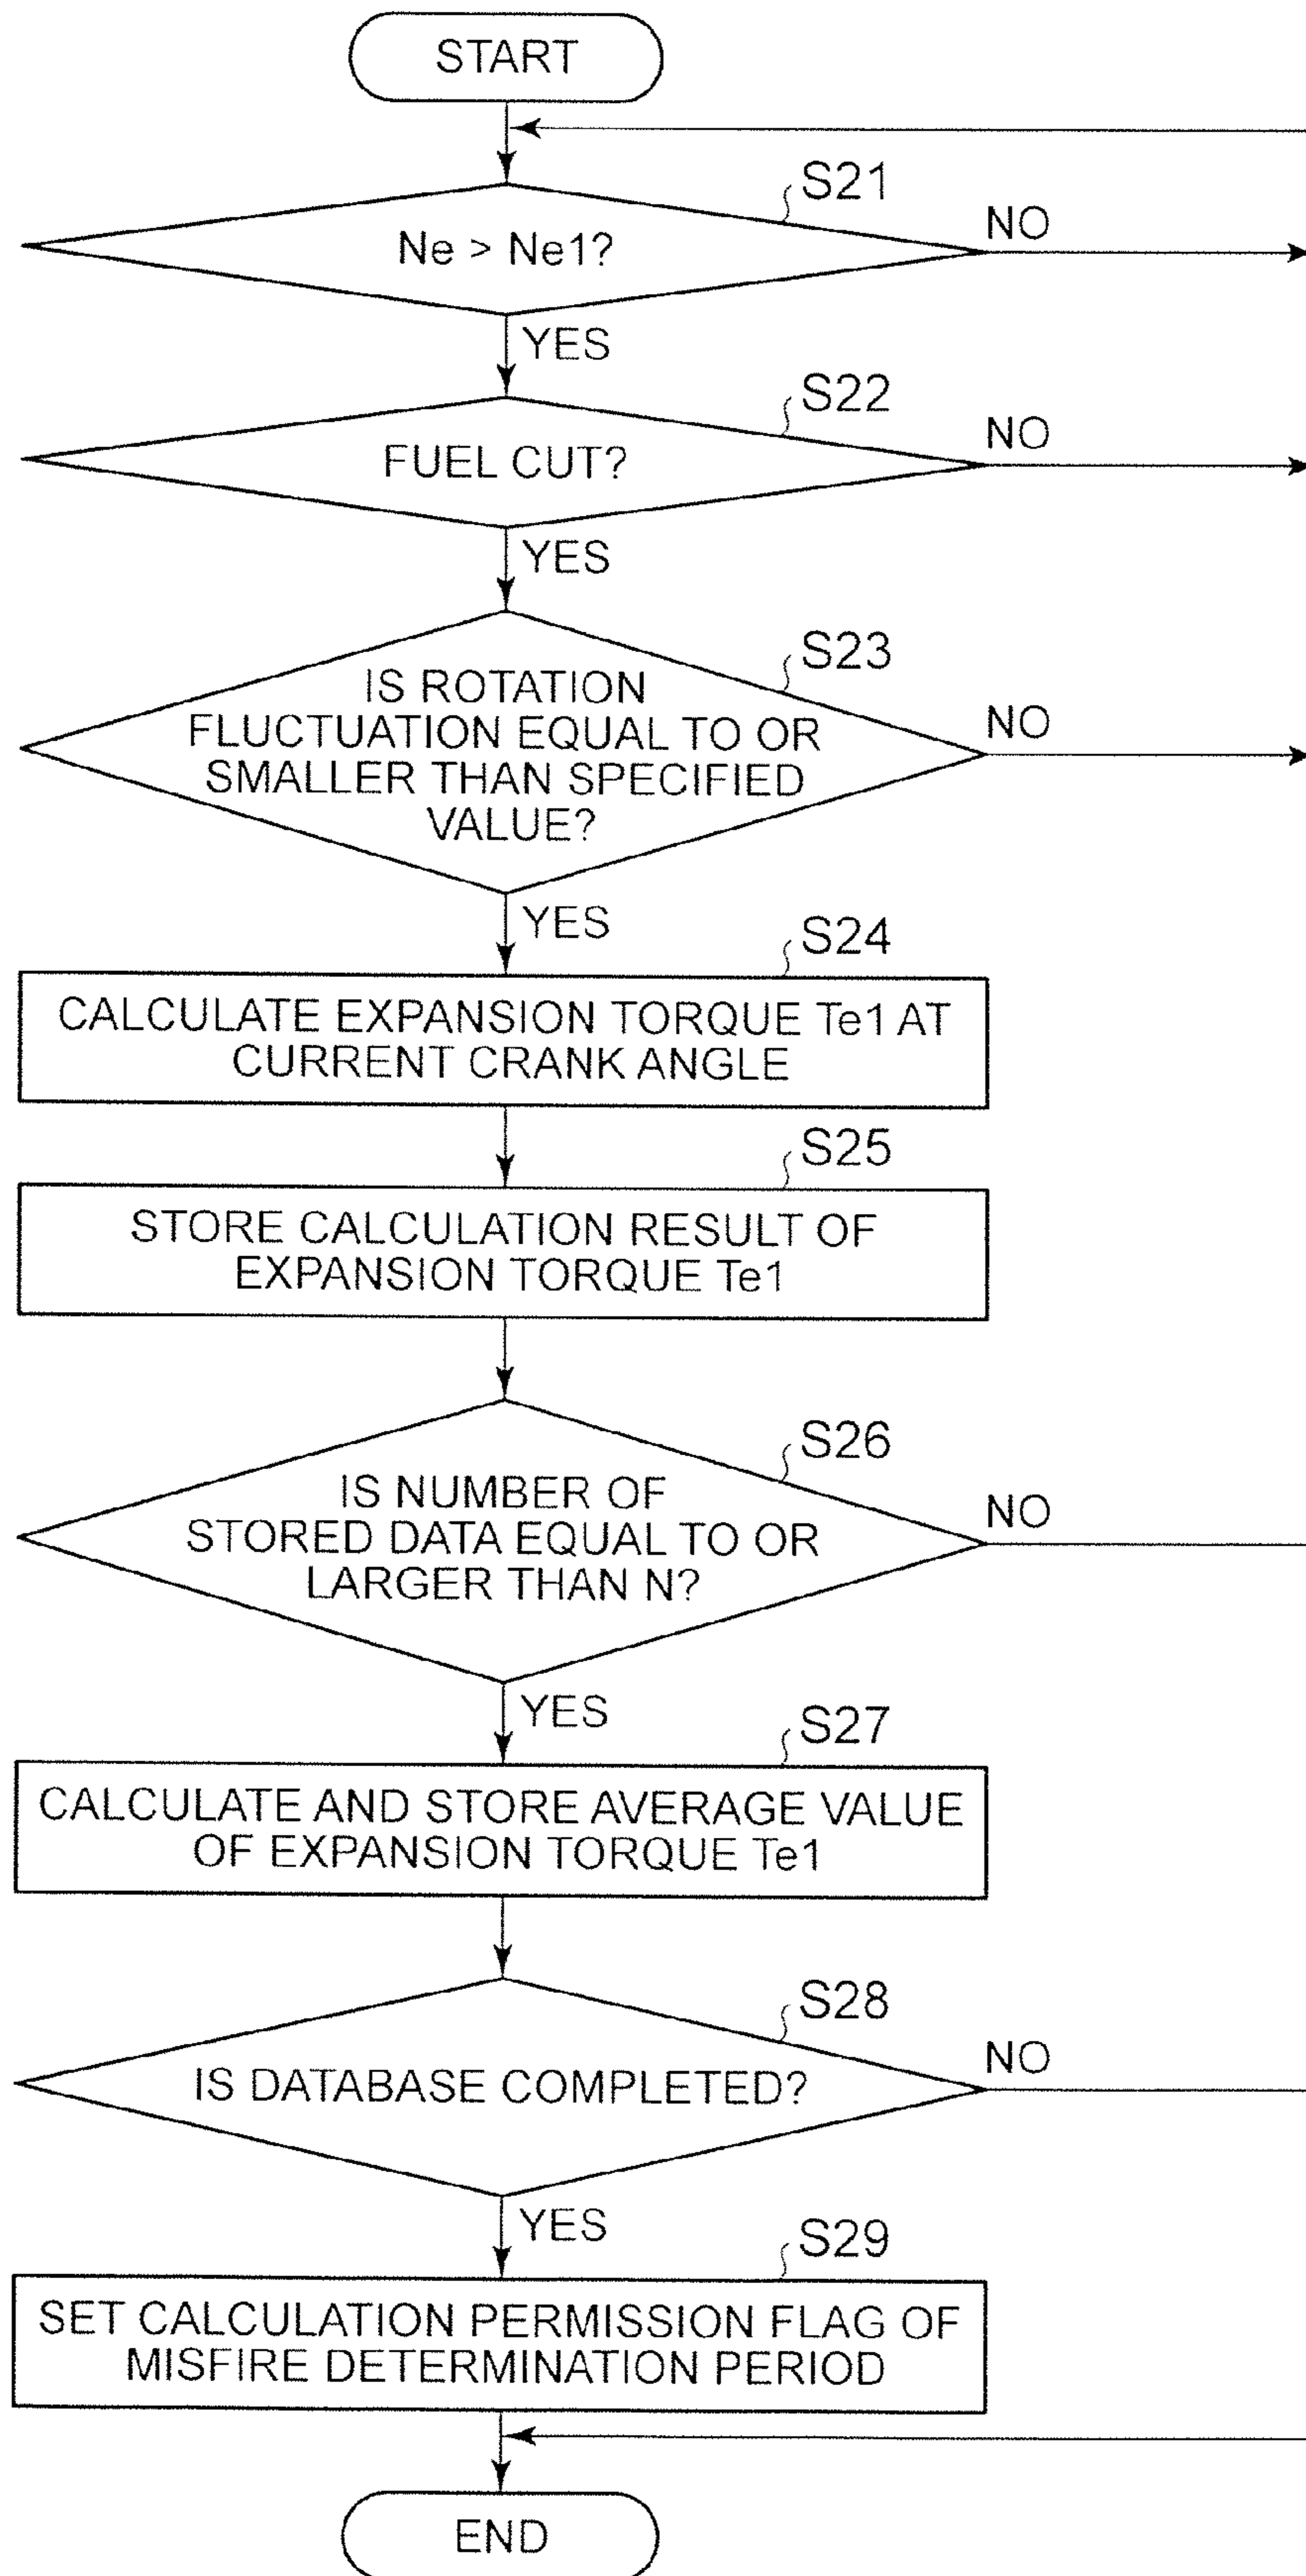 START
S21
Ne > Ne1?
NO
YES
S22
FUEL CUT?
NO
YES
S23
IS ROTATION
FLUCTUATION EQUAL TO OR
SMALLER THAN SPECIFIED
VALUE?
NO
YES
S24
CALCULATE EXPANSION TORQUE Te1 AT
CURRENT CRANK ANGLE
S25
STORE CALCULATION RESULT OF
EXPANSION TORQUE Te1
S26
IS NUMBER OF
STORED DATA EQUAL TO OR
LARGER THAN N?
NO
YES
S27
CALCULATE AND STORE AVERAGE VALUE
OF EXPANSION TORQUE Te1
S28
IS DATABASE COMPLETED?
NO
YES
S29
SET CALCULATION PERMISSION FLAG OF
MISFIRE DETERMINATION PERIOD
END